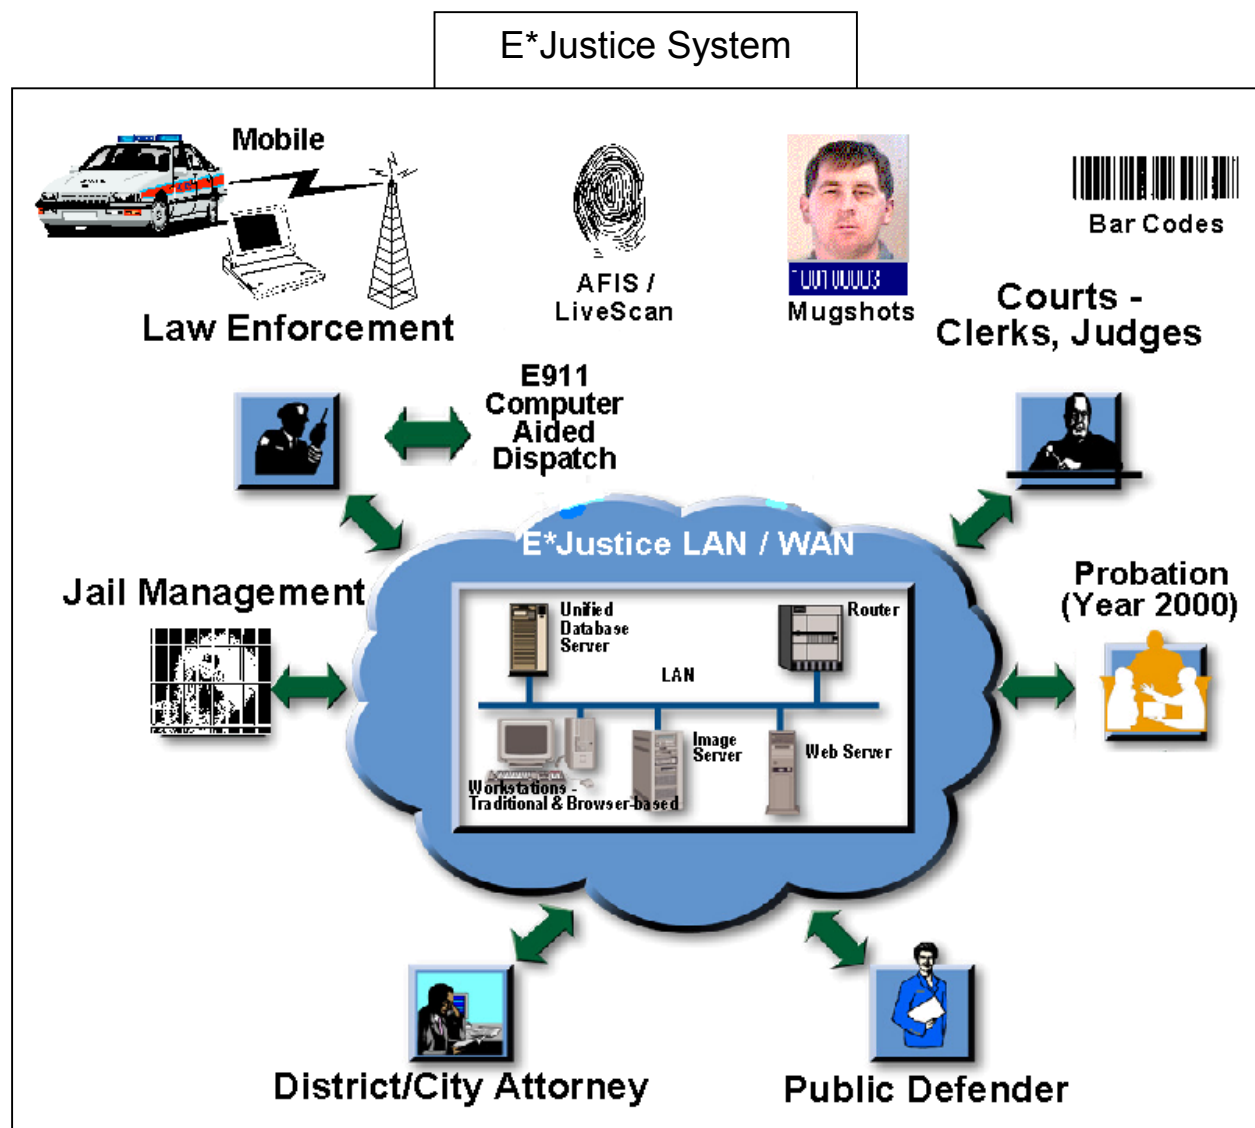 E*Justice System
Mobile
Bar Codes
AFIS /
LiveScan
100100003
Mugshots
Courts -
Clerks, Judges
Law Enforcement
E911
Computer
Aided
Dispatch
E*Justice LAN / WAN
Jail Management
Probation
(Year 2000)
Unified
Database
Server
Router
LAN
Image
Server
Web Server
Workstations -
Traditional & Browser-based
District/City Attorney
Public Defender